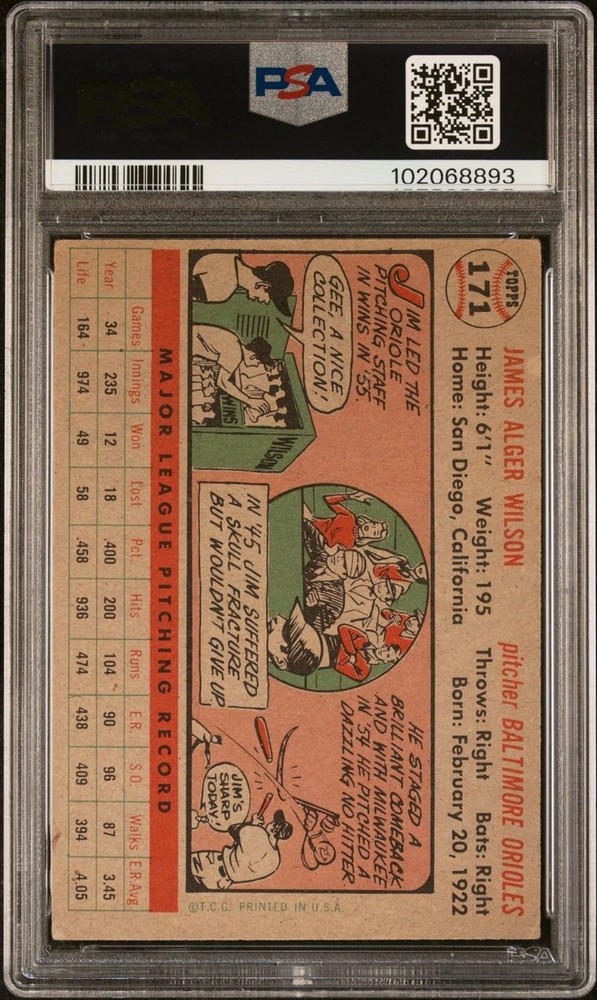 PSA
102068893
TOPPS
171
JAMES ALGER WILSON pitcher BALTIMORE ORIOLES
Height: 6'1" Weight: 195 Throws: Right Bats: Right
Home: San Diego, California Born: February 20, 1922
JIM LED THE
ORIOLE
PITCHING STAFF
IN WINS IN '55
GEE, A NICE
COLLECTION!
WILSON
WINS
IN '45 JIM SUFFERED
A SKULL FRACTURE
BUT WOULDN'T GIVE UP
HE STAGED A
BRILLIANT COMEBACK
AND WITH MILWAUKEE
IN '54 HE PITCHED A
DAZZLING NO HITTER.
JIM'S
SHARP
TODAY!
©T.C.G. PRINTED IN U.S.A.
MAJOR LEAGUE PITCHING RECORD
Games Innings Won Lost Pct. Hits Runs E.R. S.O. Walks E.R.Avg
Year 34 235 12 18 .400 200 104 90 96 87 3.45
Life 164 974 49 58 .458 936 474 438 409 394 4.05
PSA